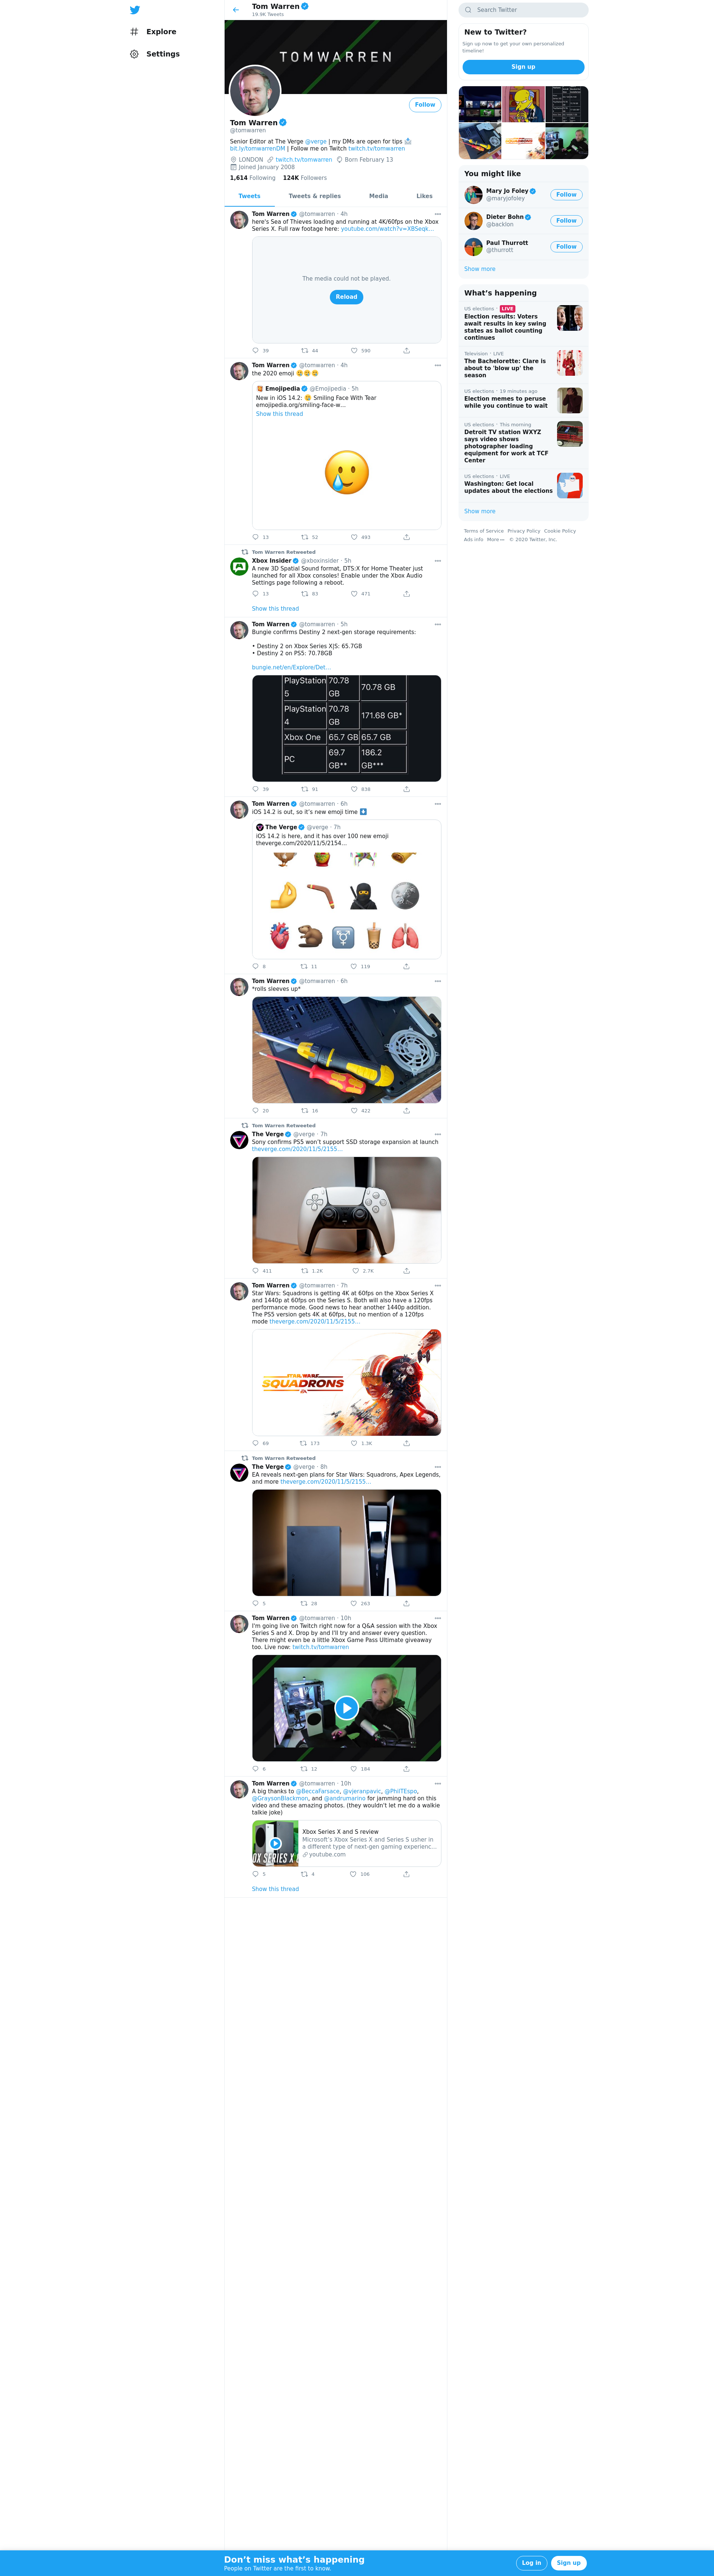 Explore
Settings
Tom Warren
19.9K Tweets
TOMWARREN
Follow
Tom Warren
@tomwarren
Senior Editor at The Verge @verge | my DMs are open for tips 📩
bit.ly/tomwarrenDM | Follow me on Twitch twitch.tv/tomwarren
LONDON twitch.tv/tomwarren Born February 13
Joined January 2008
1,614 Following 124K Followers
Tweets Tweets & replies Media Likes
Tom Warren @tomwarren · 4h
here's Sea of Thieves loading and running at 4K/60fps on the Xbox
Series X. Full raw footage here: youtube.com/watch?v=XBSeqk…
The media could not be played.
Reload
39 44 590
Tom Warren @tomwarren · 4h
the 2020 emoji 🥲🥲🥲
Emojipedia @Emojipedia · 5h
New in iOS 14.2: 🥲 Smiling Face With Tear
emojipedia.org/smiling-face-w…
Show this thread
13 52 493
Tom Warren Retweeted
Xbox Insider @xboxinsider · 5h
A new 3D Spatial Sound format, DTS:X for Home Theater just
launched for all Xbox consoles! Enable under the Xbox Audio
Settings page following a reboot.
13 83 471
Show this thread
Tom Warren @tomwarren · 5h
Bungie confirms Destiny 2 next-gen storage requirements:
• Destiny 2 on Xbox Series X|S: 65.7GB
• Destiny 2 on PS5: 70.78GB
bungie.net/en/Explore/Det…
PlayStation 5 70.78 GB 70.78 GB
PlayStation 4 70.78 GB 171.68 GB*
Xbox One 65.7 GB 65.7 GB
PC 69.7 GB** 186.2 GB***
39 91 838
Tom Warren @tomwarren · 6h
iOS 14.2 is out, so it's new emoji time ⬇️
The Verge @verge · 7h
iOS 14.2 is here, and it has over 100 new emoji
theverge.com/2020/11/5/2154…
8 11 119
Tom Warren @tomwarren · 6h
*rolls sleeves up*
20 16 422
Tom Warren Retweeted
The Verge @verge · 7h
Sony confirms PS5 won't support SSD storage expansion at launch
theverge.com/2020/11/5/2155…
411 1.2K 2.7K
Tom Warren @tomwarren · 7h
Star Wars: Squadrons is getting 4K at 60fps on the Xbox Series X
and 1440p at 60fps on the Series S. Both will also have a 120fps
performance mode. Good news to hear another 1440p addition.
The PS5 version gets 4K at 60fps, but no mention of a 120fps
mode theverge.com/2020/11/5/2155…
STAR WARS
SQUADRONS
69 173 1.3K
Tom Warren Retweeted
The Verge @verge · 8h
EA reveals next-gen plans for Star Wars: Squadrons, Apex Legends,
and more theverge.com/2020/11/5/2155…
5 28 263
Tom Warren @tomwarren · 10h
I'm going live on Twitch right now for a Q&A session with the Xbox
Series S and X. Drop by and I'll try and answer every question.
There might even be a little Xbox Game Pass Ultimate giveaway
too. Live now: twitch.tv/tomwarren
6 12 184
Tom Warren @tomwarren · 10h
A big thanks to @BeccaFarsace, @vjeranpavic, @PhilTEspo,
@GraysonBlackmon, and @andrumarino for jamming hard on this
video and these amazing photos. (they wouldn't let me do a walkie
talkie joke)
OX SERIES X
Xbox Series X and S review
Microsoft's Xbox Series X and Series S usher in
a different type of next-gen gaming experienc…
youtube.com
5 4 106
Show this thread
Search Twitter
New to Twitter?
Sign up now to get your own personalized
timeline!
Sign up
You might like
Mary Jo Foley
@maryjofoley
Follow
Dieter Bohn
@backlon
Follow
Paul Thurrott
@thurrott
Follow
Show more
What's happening
US elections · LIVE
Election results: Voters
await results in key swing
states as ballot counting
continues
Television · LIVE
The Bachelorette: Clare is
about to 'blow up' the
season
US elections · 19 minutes ago
Election memes to peruse
while you continue to wait
US elections · This morning
Detroit TV station WXYZ
says video shows
photographer loading
equipment for work at TCF
Center
US elections · LIVE
Washington: Get local
updates about the elections
Show more
Terms of Service Privacy Policy Cookie Policy
Ads info More © 2020 Twitter, Inc.
Don't miss what's happening
People on Twitter are the first to know.
Log in
Sign up